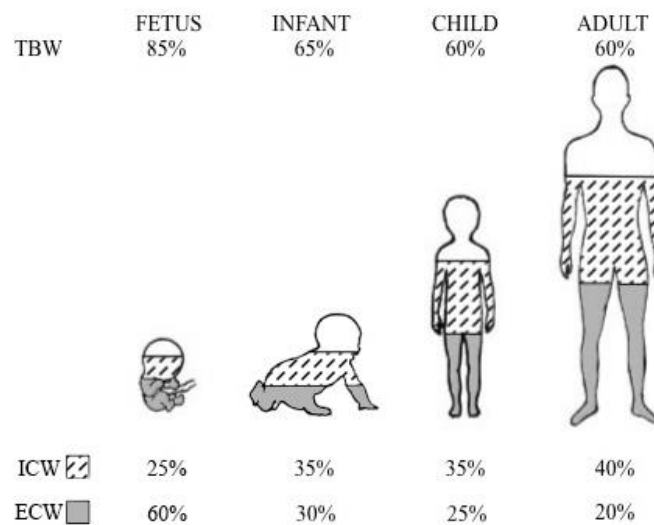 FETUS INFANT CHILD ADULT
TBW 85% 65% 60% 60%
ICW 25% 35% 35% 40%
ECW 60% 30% 25% 20%